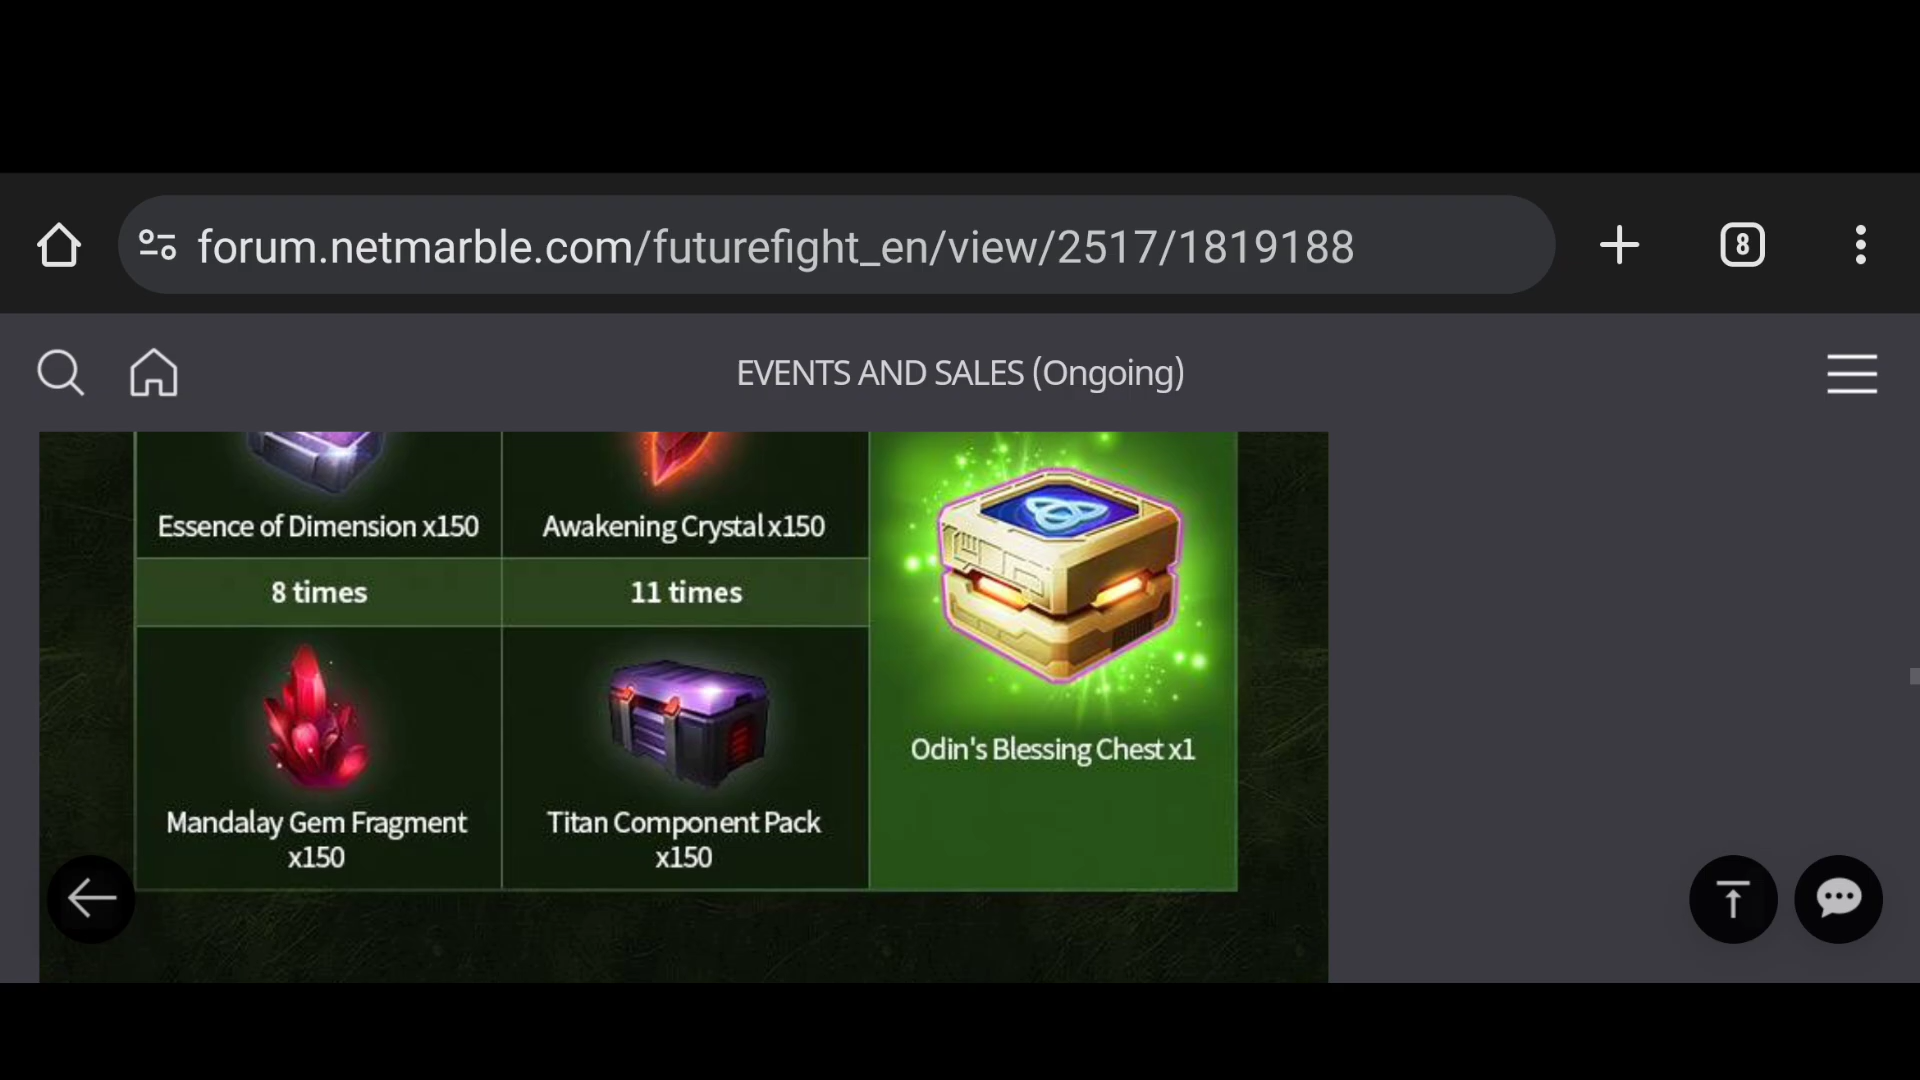 forum.netmarble.com/futurefight_en/view/2517/1819188
8
EVENTS AND SALES (Ongoing)
Essence of Dimension x150
Awakening Crystal x150
8 times
11 times
Odin's Blessing Chest x1
Mandalay Gem Fragment
x150
Titan Component Pack
x150